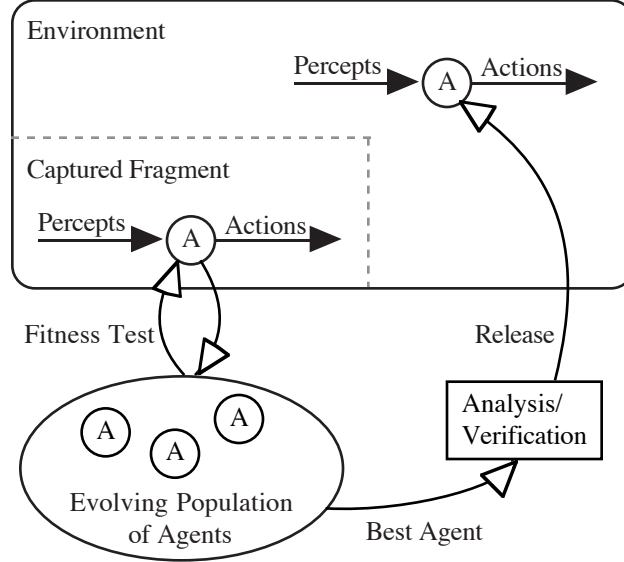 Environment
Percepts
A
Actions
Captured Fragment
Percepts
A
Actions
Fitness Test
Release
A
A
A
Evolving Population
of Agents
Analysis/
Verification
Best Agent